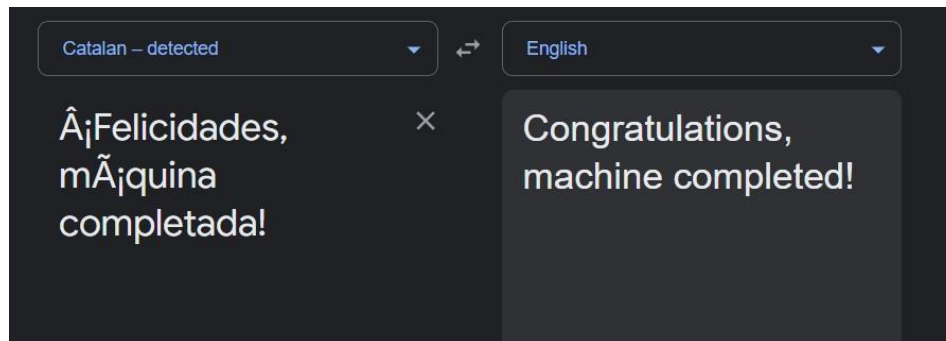 Catalan – detected
English
Â¡Felicidades,
mÃ¡quina
completada!
Congratulations,
machine completed!